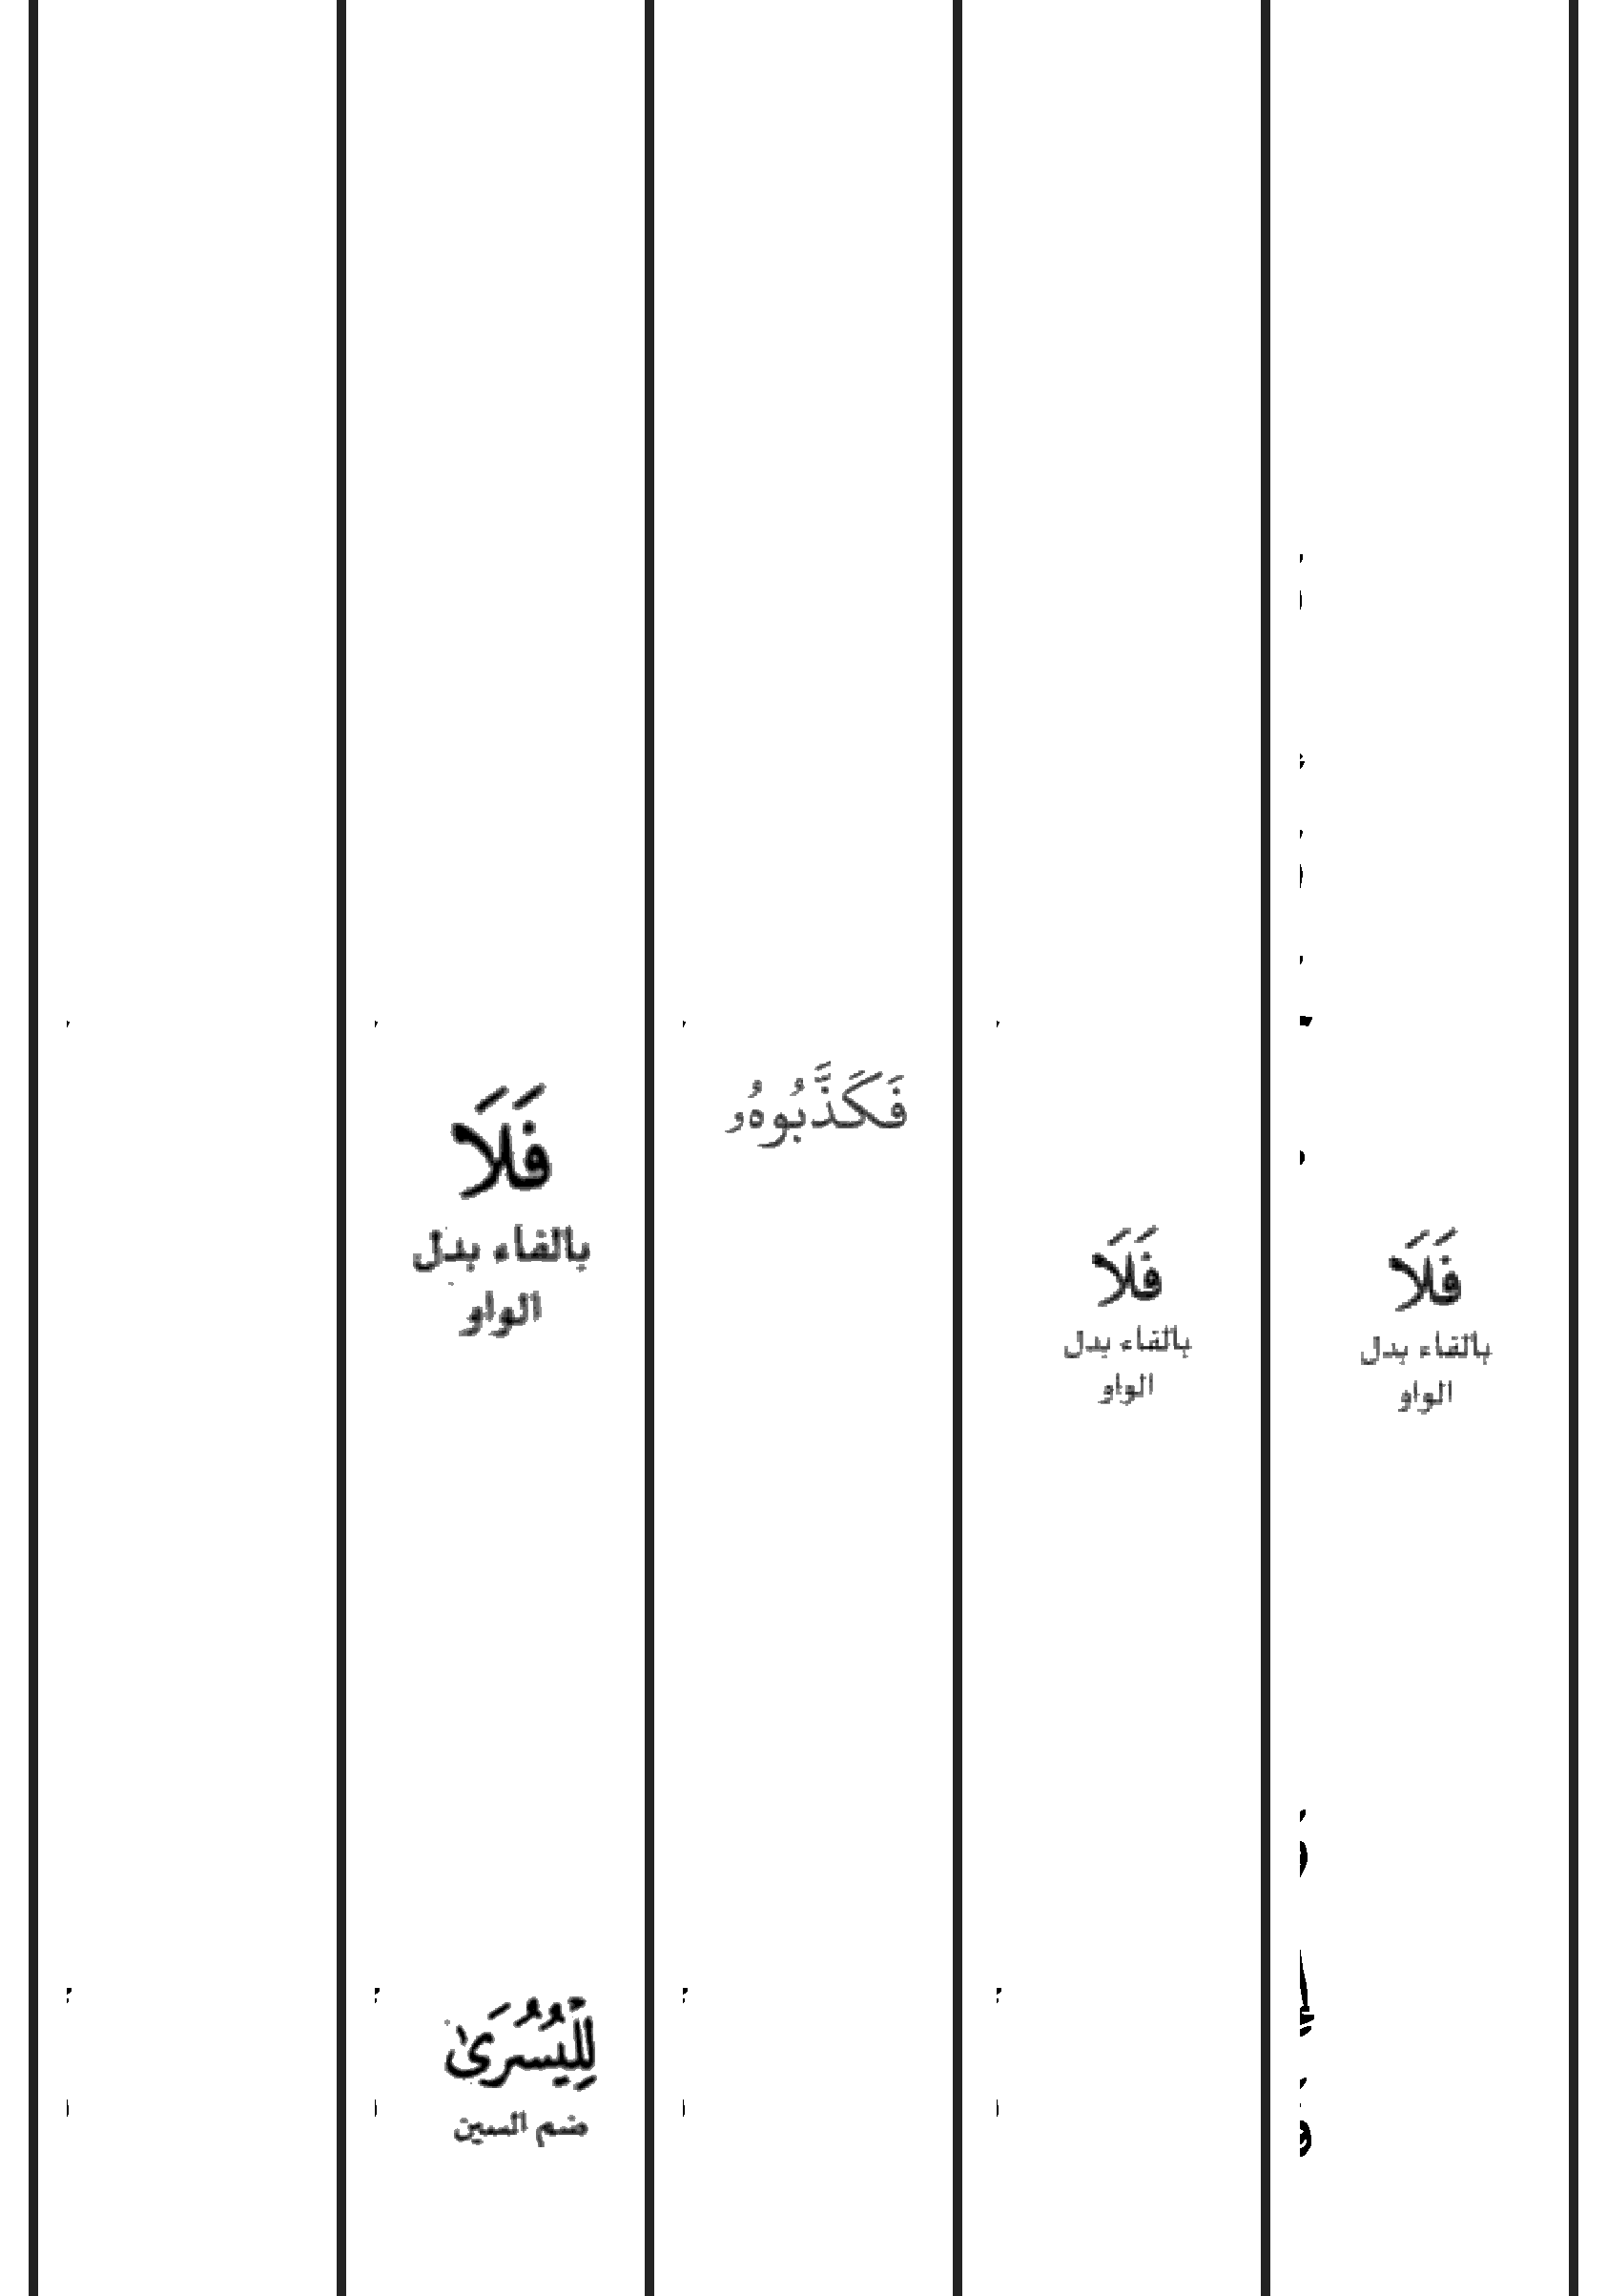 فَكَذَّبُوهُۥ
فَلَا
بالفاء بدل
الواو
فَلَا
بالفاء بدل
الواو
فَلَا
بالفاء بدل
الواو
لِلْيُسُرَىٰ
ضم السين